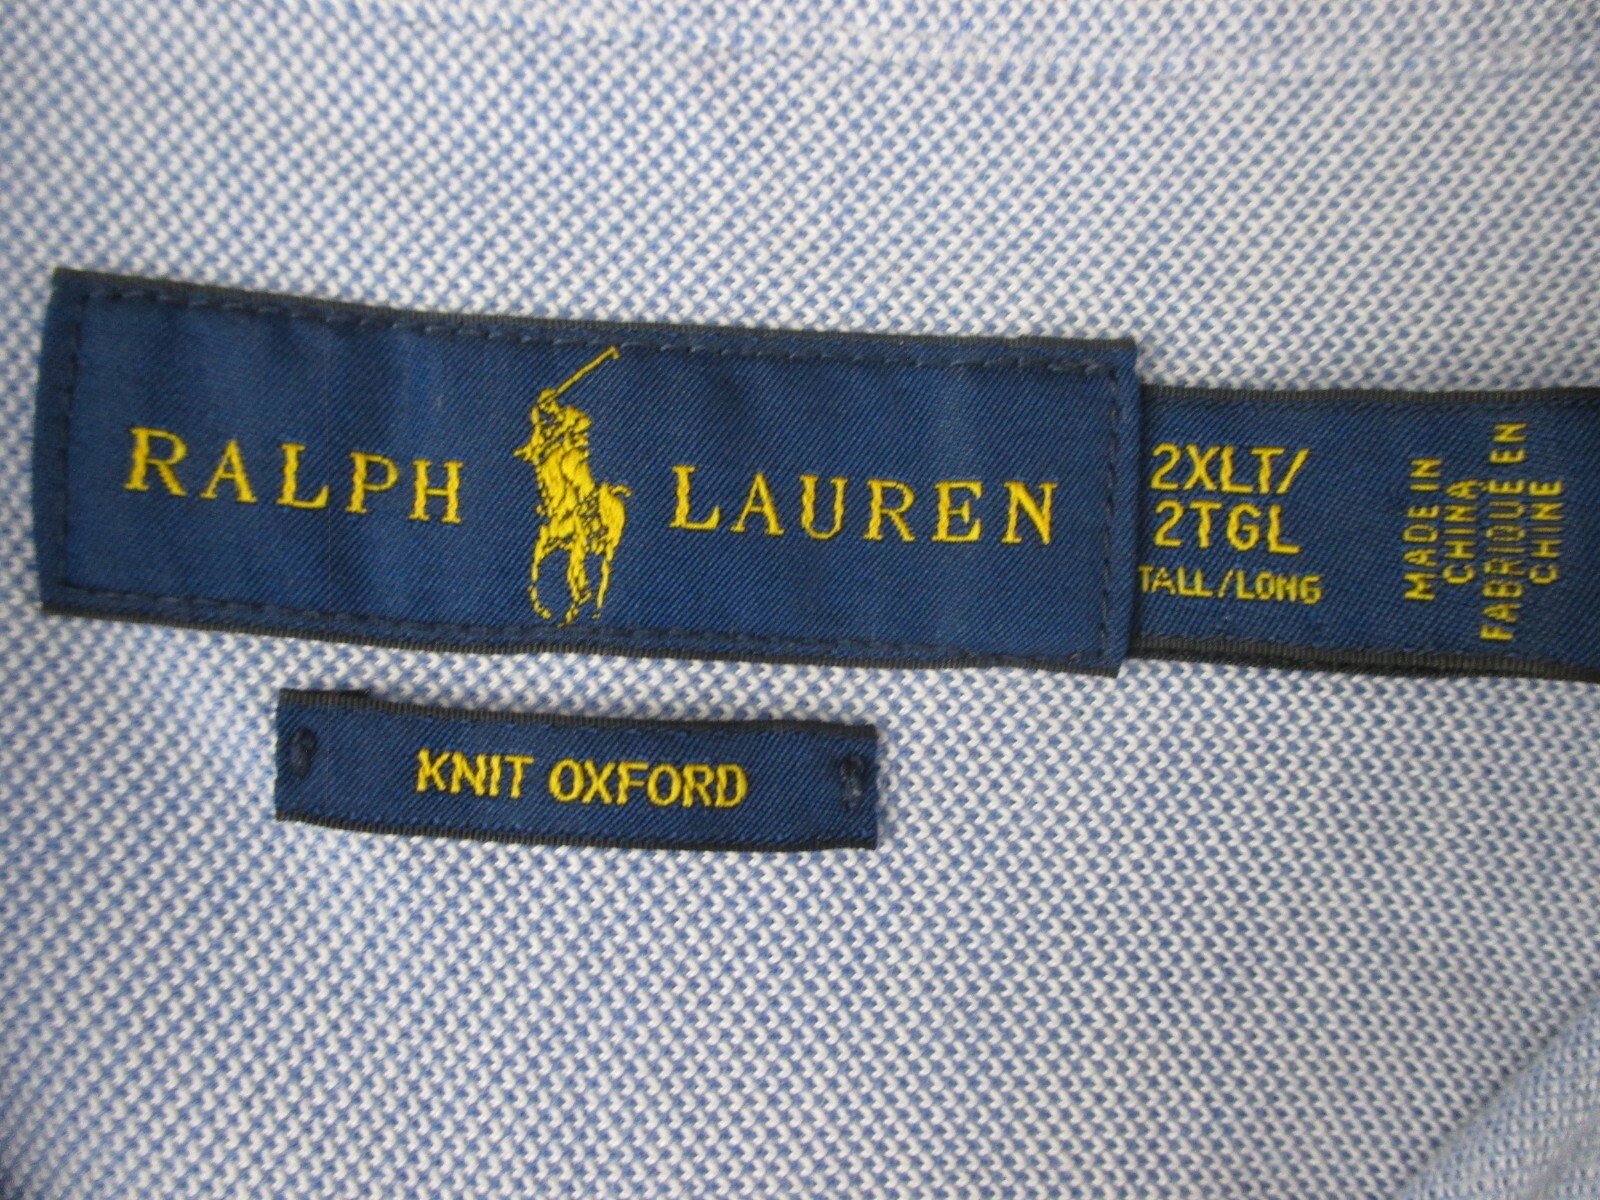 RALPH LAUREN
2XLT/
2TGL
TALL/LONG
MADE IN
CHINA
FABRIQUÉ EN
CHINE
KNIT OXFORD